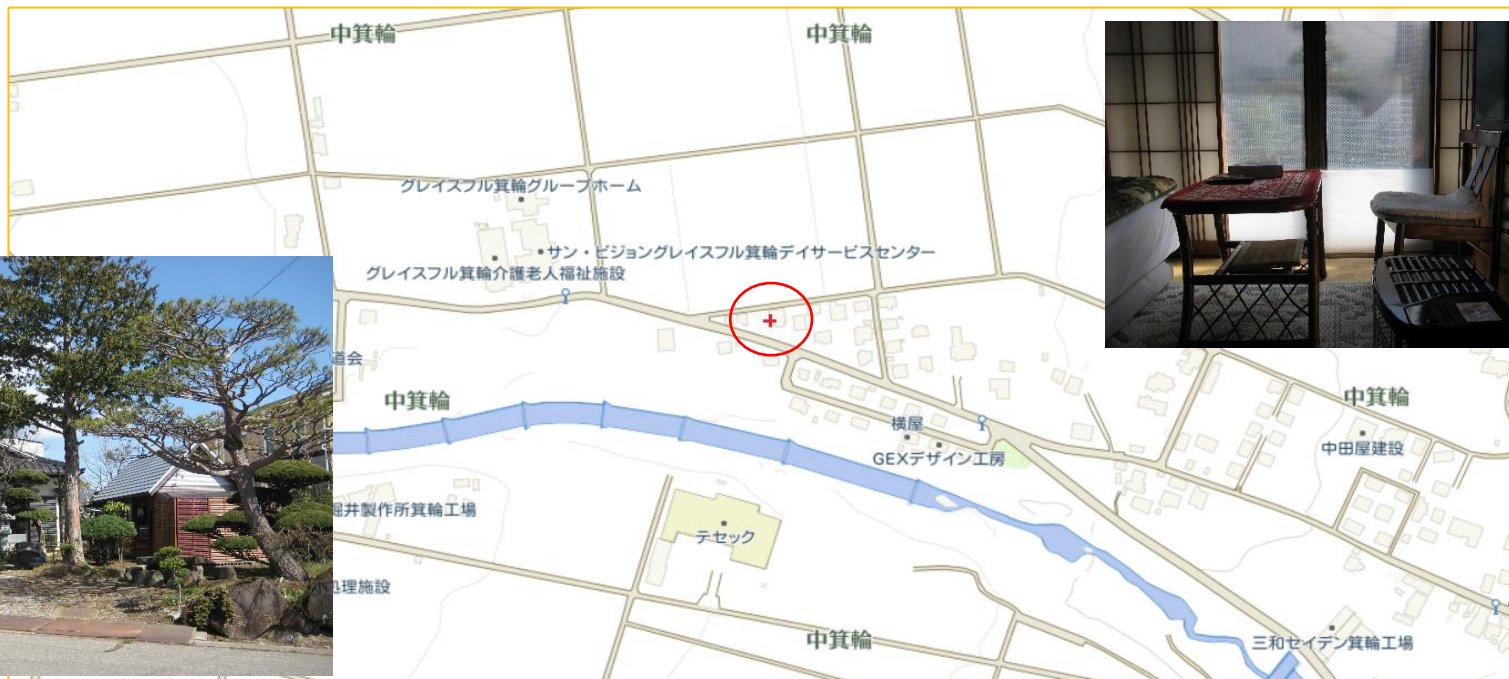 中箕輪
中箕輪
グレイスフル箕輪グループホーム
サン・ビジョングレイスフル箕輪デイサービスセンター
グレイスフル箕輪介護老人福祉施設
道会
中箕輪
中箕輪
横屋
GEXデザイン工房
中田屋建設
堀井製作所箕輪工場
テセック
処理施設
中箕輪
三和セイデン箕輪工場